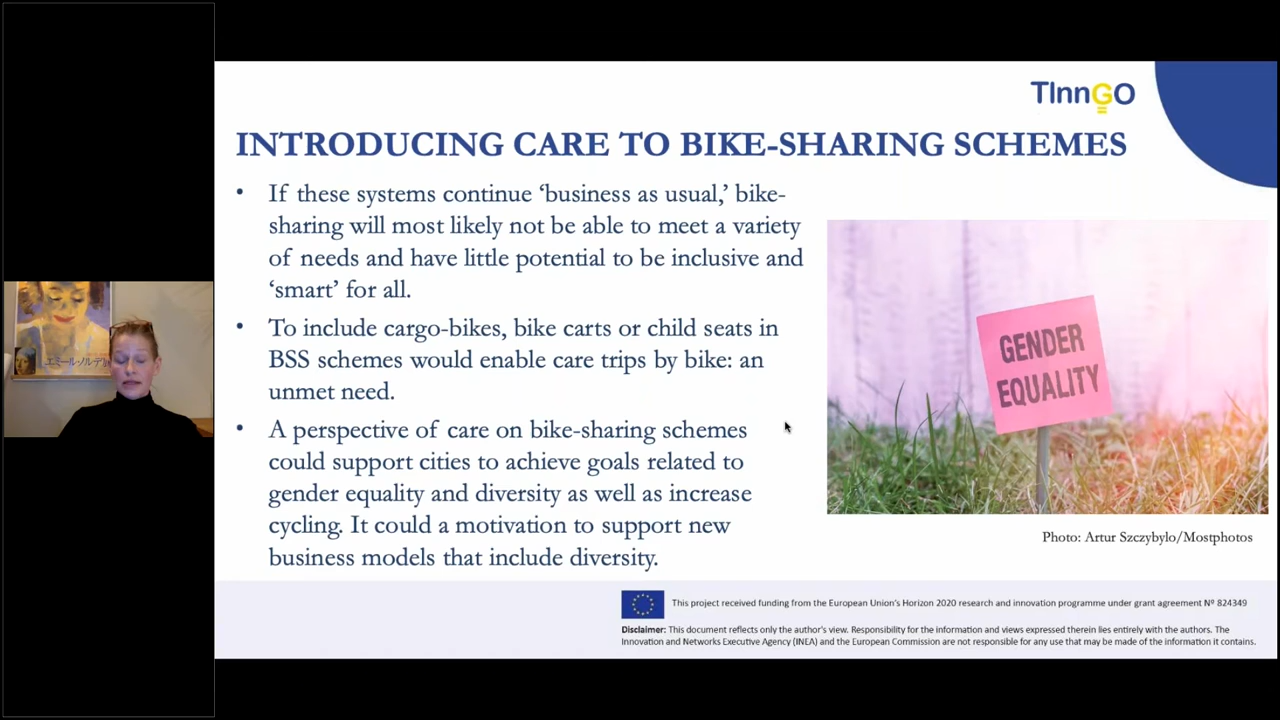 TInnGO
INTRODUCING CARE TO BIKE-SHARING SCHEMES
• If these systems continue ‘business as usual,’ bike-
sharing will most likely not be able to meet a variety
of needs and have little potential to be inclusive and
‘smart’ for all.
• To include cargo-bikes, bike carts or child seats in
BSS schemes would enable care trips by bike: an
unmet need.
• A perspective of care on bike-sharing schemes
could support cities to achieve goals related to
gender equality and diversity as well as increase
cycling. It could a motivation to support new
business models that include diversity.
GENDER
EQUALITY
Photo: Artur Szczybylo/Mostphotos
This project received funding from the European Union's Horizon 2020 research and innovation programme under grant agreement Nº 824349
Disclaimer: This document reflects only the author's view. Responsibility for the information and views expressed therein lies entirely with the authors. The
Innovation and Networks Executive Agency (INEA) and the European Commission are not responsible for any use that may be made of the information it contains.
エミール・ノルデ